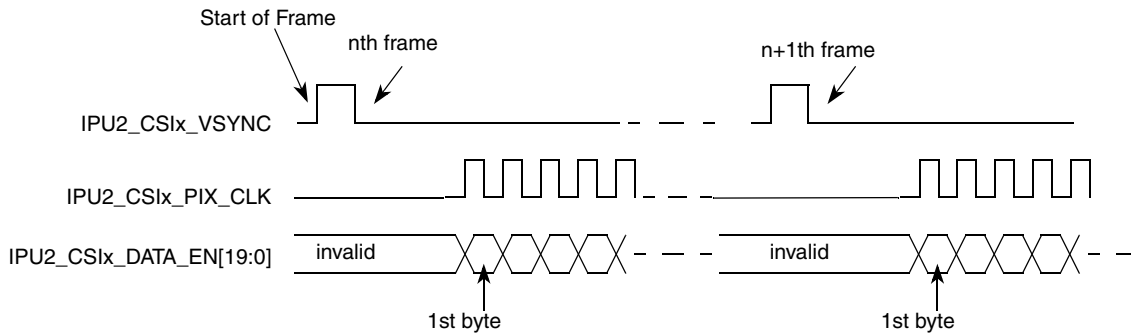 Start of Frame
nth frame
n+1th frame
IPU2_CSIx_VSYNC
IPU2_CSIx_PIX_CLK
IPU2_CSIx_DATA_EN[19:0]
invalid
invalid
1st byte
1st byte